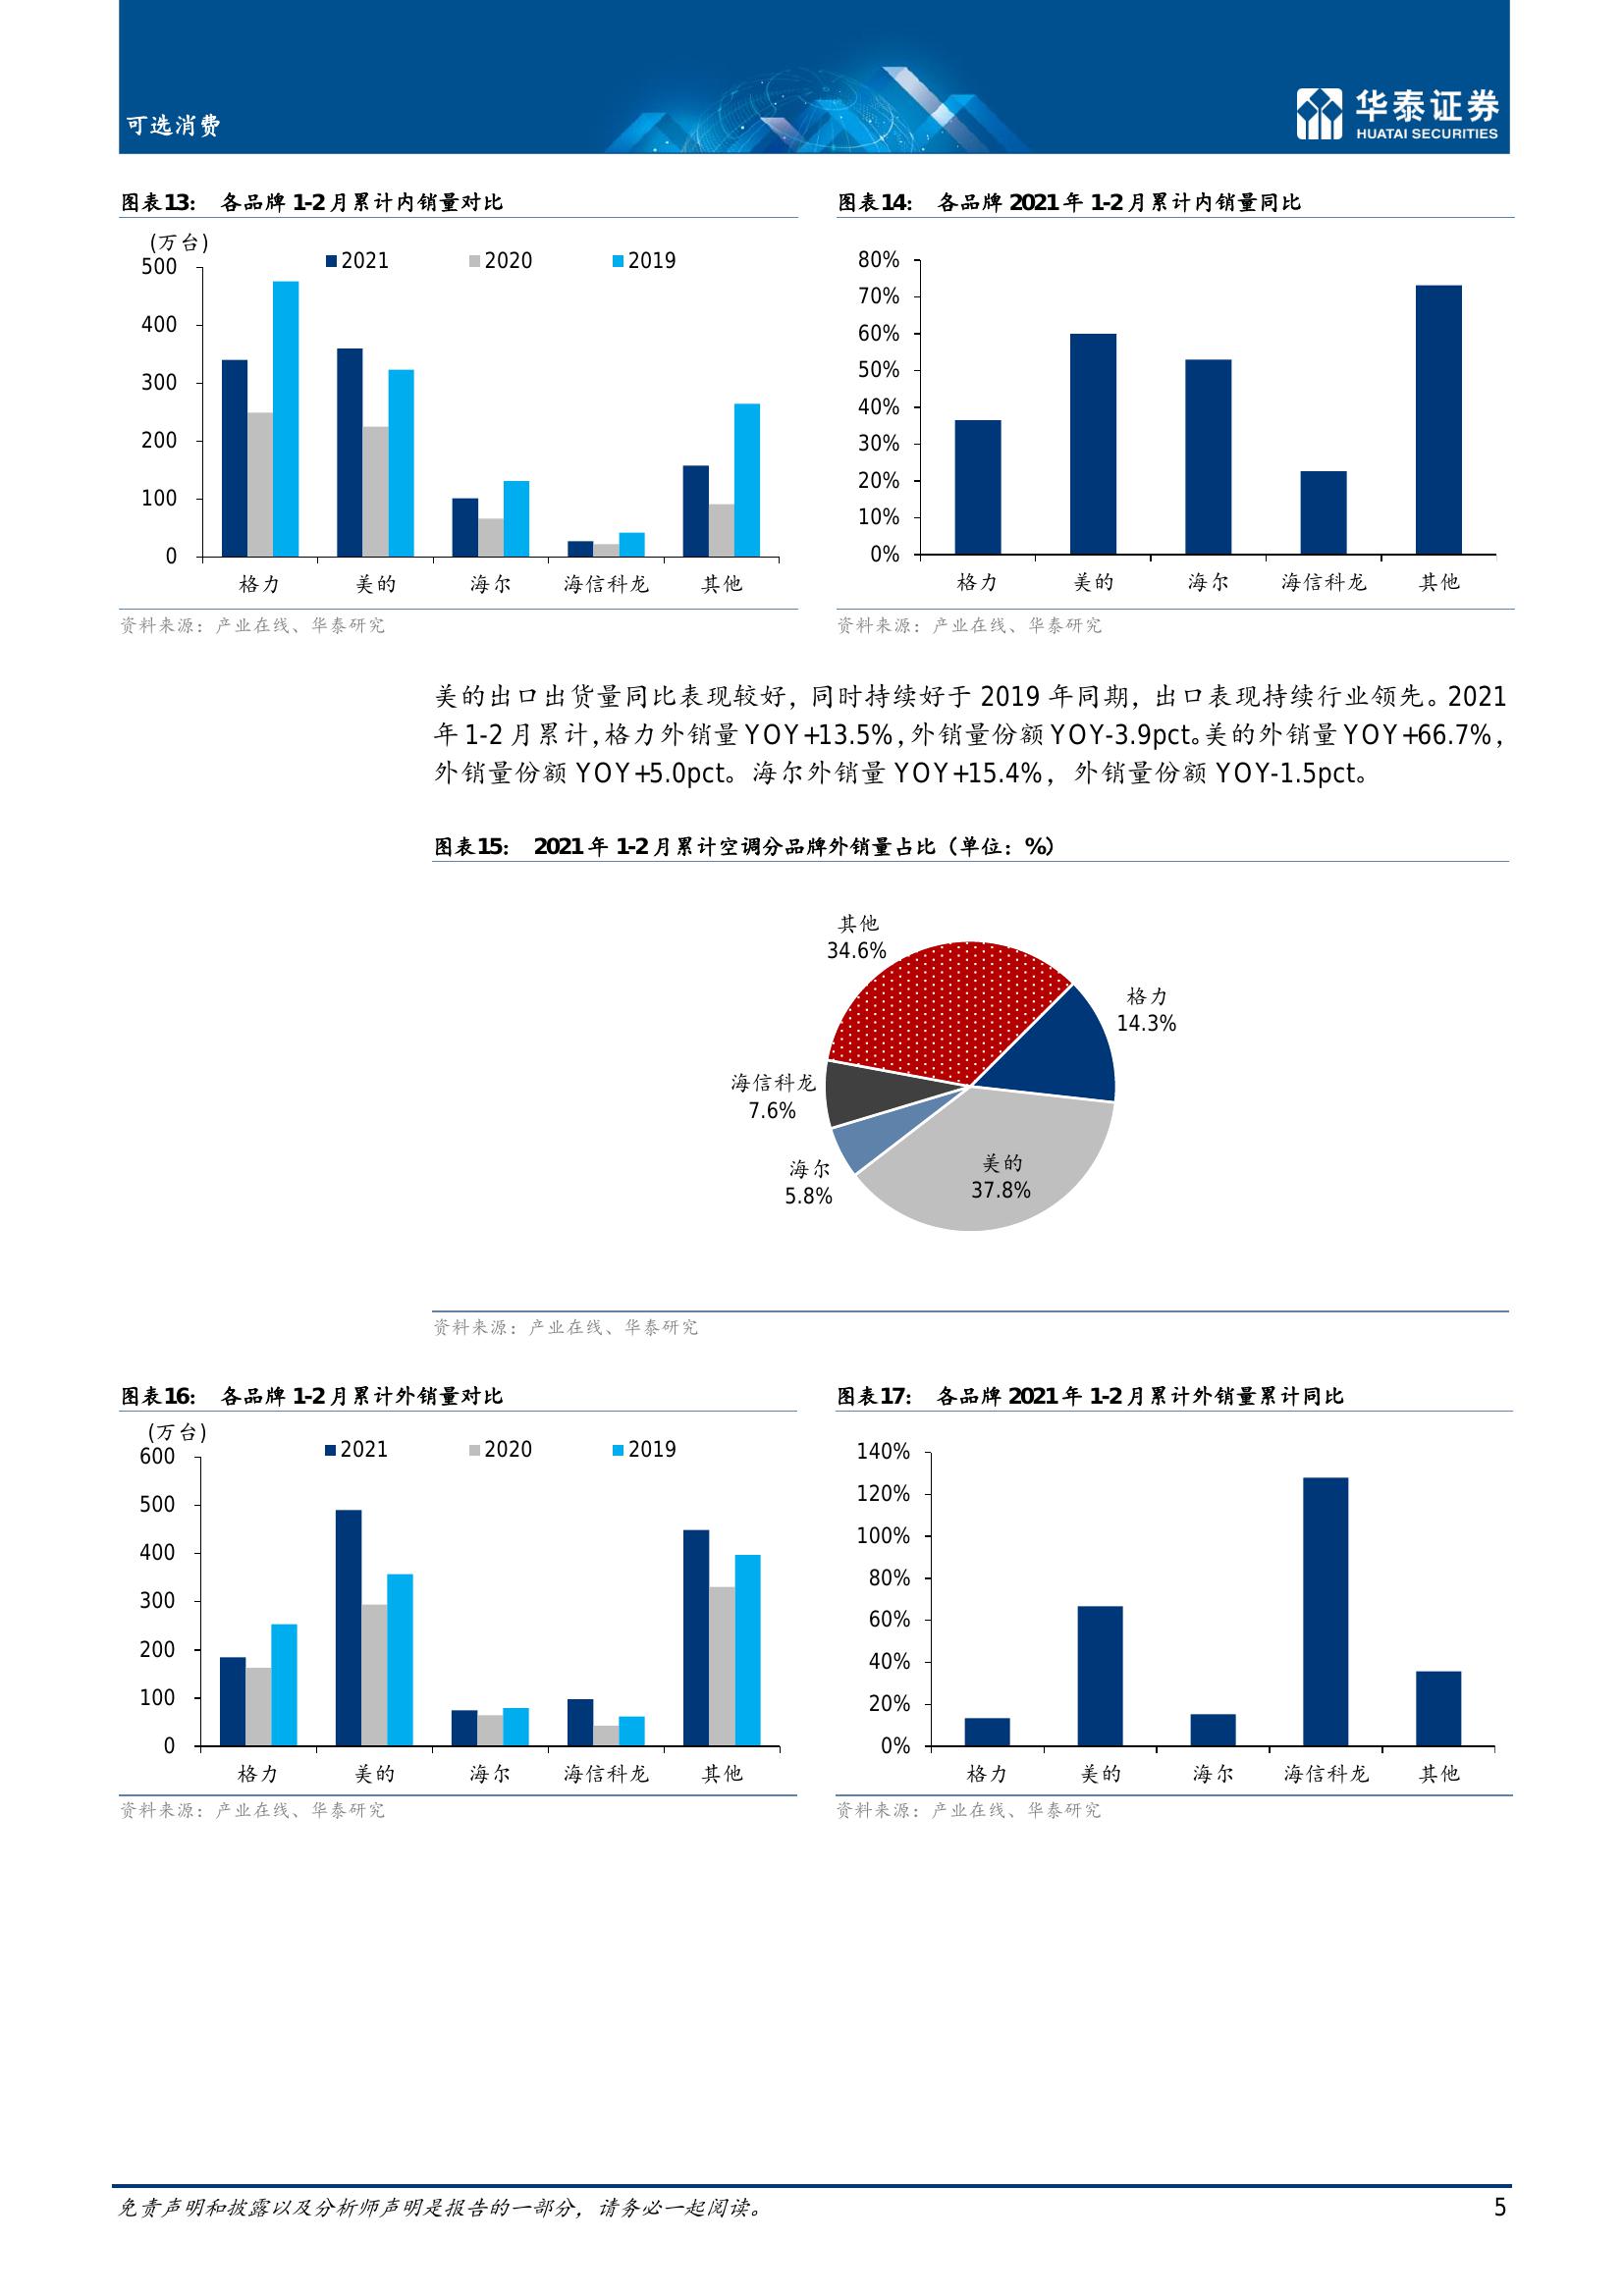 可选消费
华泰证券
HUATAI SECURITIES
图表13： 各品牌 1-2 月累计内销量对比
(万台)
2021 2020 2019
500
400
300
200
100
0
格力 美的 海尔 海信科龙 其他
资料来源：产业在线、华泰研究
图表14： 各品牌 2021 年 1-2 月累计内销量同比
80%
70%
60%
50%
40%
30%
20%
10%
0%
格力 美的 海尔 海信科龙 其他
资料来源：产业在线、华泰研究
美的出口出货量同比表现较好，同时持续好于 2019 年同期，出口表现持续行业领先。2021
年 1-2 月累计，格力外销量 YOY+13.5%，外销量份额 YOY-3.9pct。美的外销量 YOY+66.7%，
外销量份额 YOY+5.0pct。海尔外销量 YOY+15.4%，外销量份额 YOY-1.5pct。
图表15： 2021 年 1-2 月累计空调分品牌外销量占比（单位：%）
其他
34.6%
格力
14.3%
海信科龙
7.6%
美的
37.8%
海尔
5.8%
资料来源：产业在线、华泰研究
图表16： 各品牌 1-2 月累计外销量对比
(万台)
2021 2020 2019
600
500
400
300
200
100
0
格力 美的 海尔 海信科龙 其他
资料来源：产业在线、华泰研究
图表17： 各品牌 2021 年 1-2 月累计外销量累计同比
140%
120%
100%
80%
60%
40%
20%
0%
格力 美的 海尔 海信科龙 其他
资料来源：产业在线、华泰研究
免责声明和披露以及分析师声明是报告的一部分，请务必一起阅读。 5